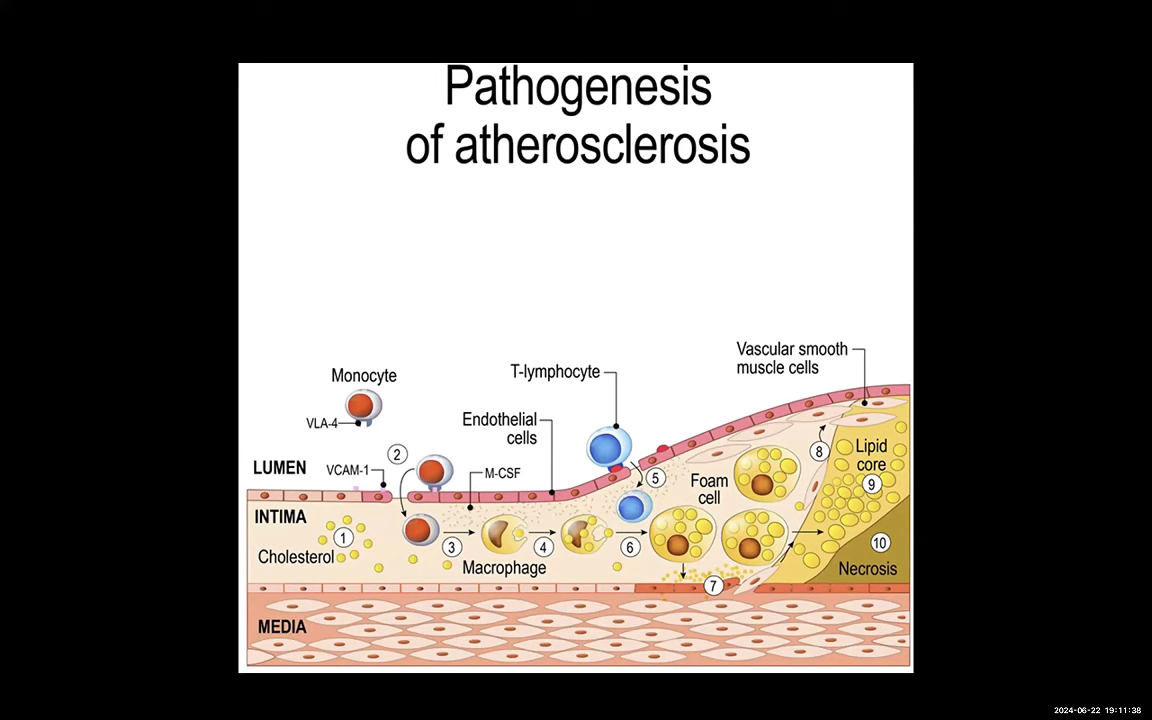 Pathogenesis
of atherosclerosis
Vascular smooth
muscle cells
Monocyte
T-lymphocyte
VLA-4
Endothelial
cells
2
Lipid
core
8
LUMEN
VCAM-1
M-CSF
5
Foam
cell
9
INTIMA
1
Cholesterol
3
4
6
10
Macrophage
Necrosis
7
MEDIA
2024-06-22 19:11:38